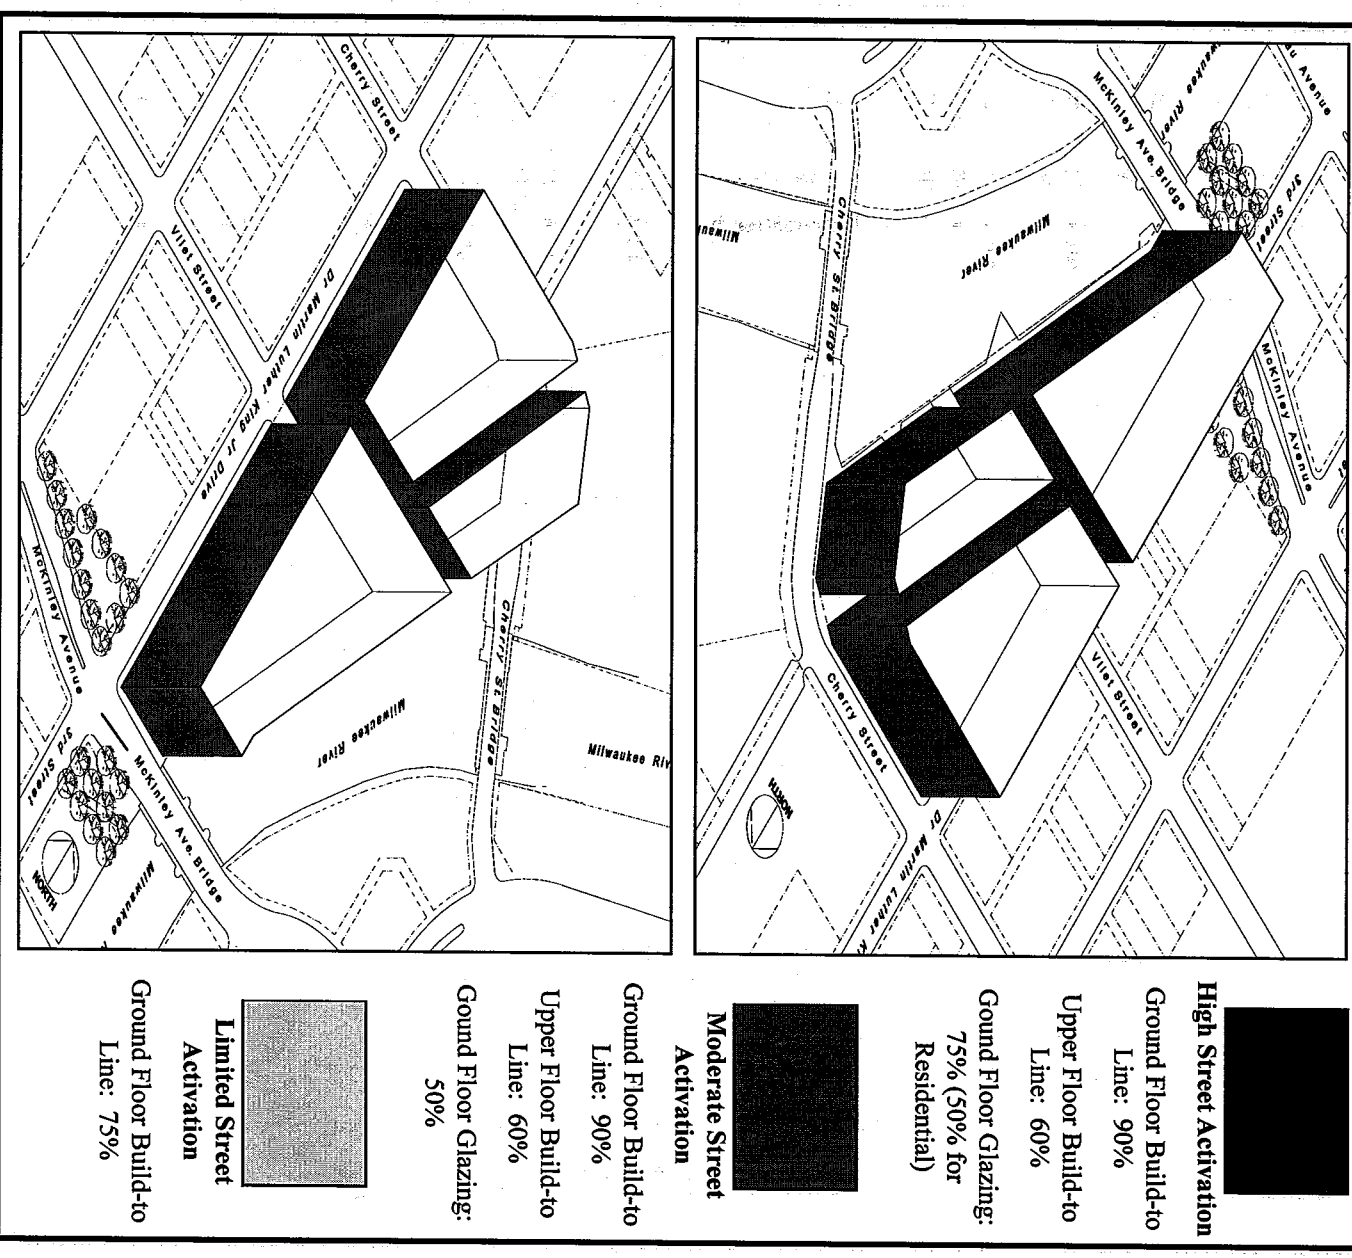 High Street Activation
Ground Floor Build-to
Line: 90%
Upper Floor Build-to
Line: 60%
Gound Floor Glazing:
75% (50% for
Residential)
Moderate Street
Activation
Ground Floor Build-to
Line: 90%
Upper Floor Build-to
Line: 60%
Gound Floor Glazing:
50%
Limited Street
Activation
Ground Floor Build-to
Line: 75%
McKinley Ave. Bridge
3rd Street
McKinley Avenue
Milwaukee
River
Cherry St. Bridge
Vliet Street
Cherry Street
NORTH
Cherry Street
Vliet Street
Dr Martin Luther King Jr Drive
McKinley Avenue
3rd Street
McKinley Ave. Bridge
Milwaukee
River
Cherry St. Bridge
Milwaukee Riv
Milwaukee
NORTH